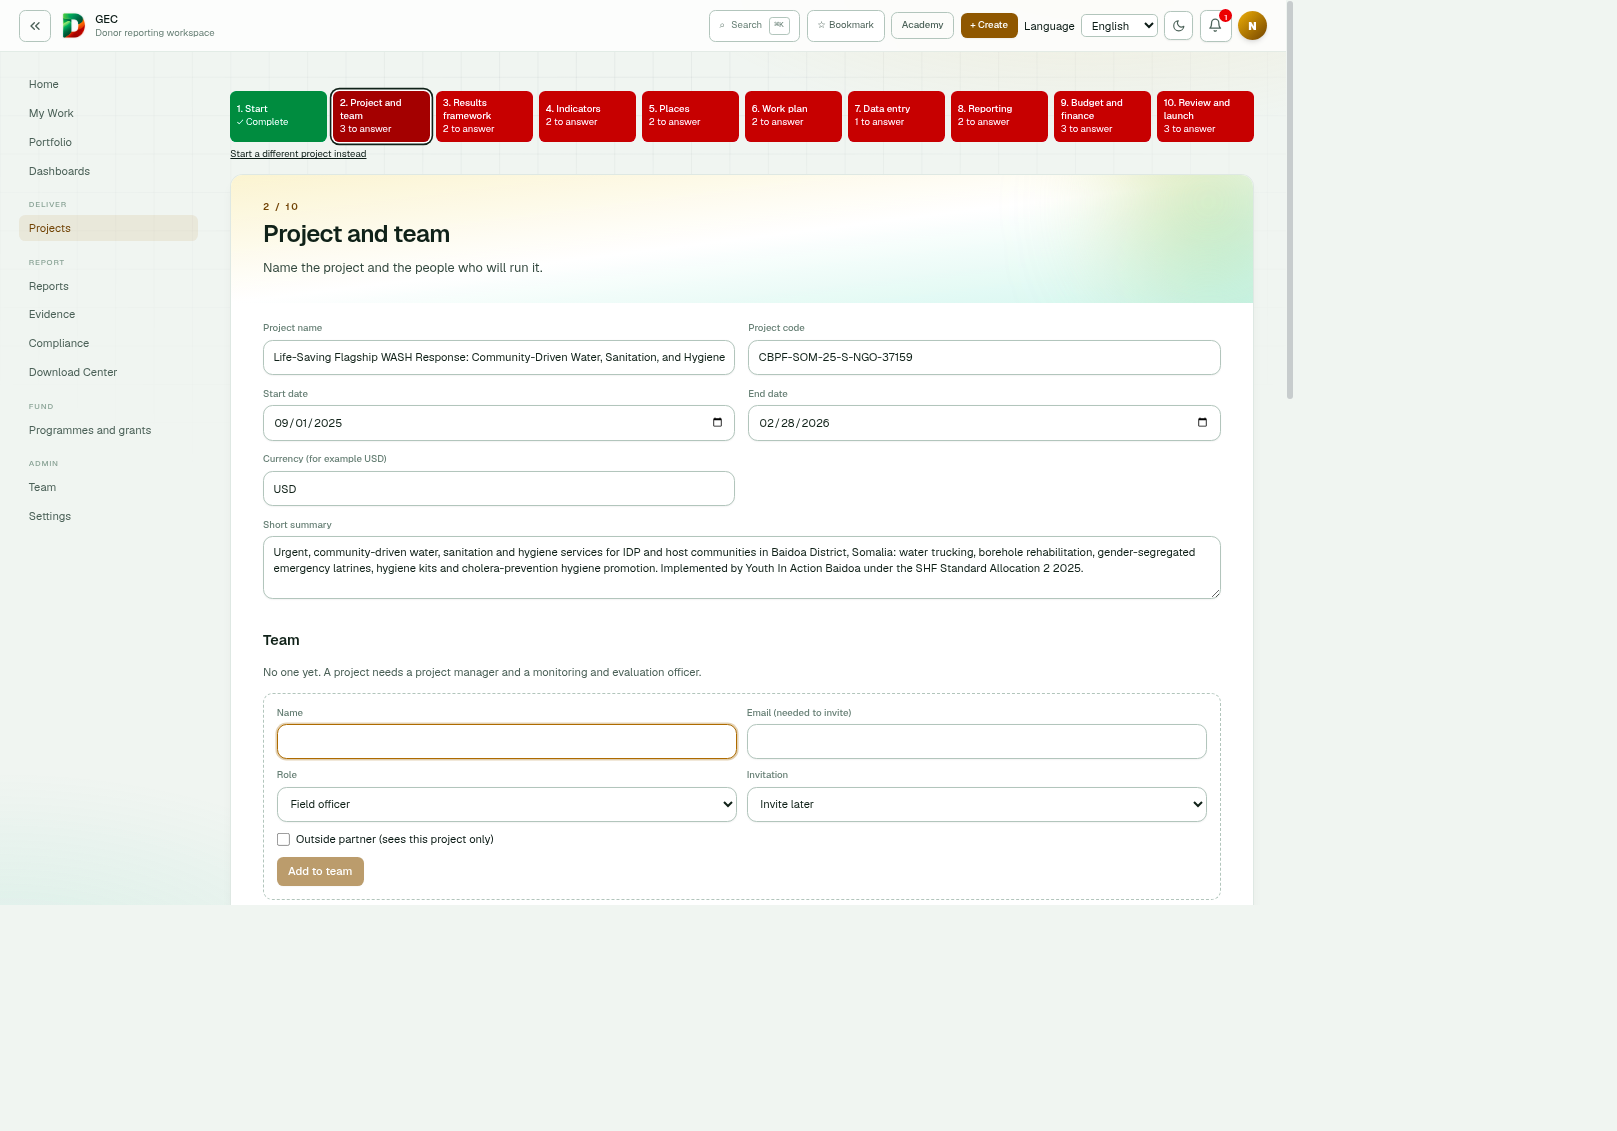 GEC
Donor reporting workspace
Search ⌘K
☆ Bookmark
Academy
+ Create
Language
English
1
N
Home
My Work
Portfolio
Dashboards
DELIVER
Projects
REPORT
Reports
Evidence
Compliance
Download Center
FUND
Programmes and grants
ADMIN
Team
Settings
1. Start
✓ Complete
2. Project and
team
3 to answer
3. Results
framework
2 to answer
4. Indicators
2 to answer
5. Places
2 to answer
6. Work plan
2 to answer
7. Data entry
1 to answer
8. Reporting
2 to answer
9. Budget and
finance
3 to answer
10. Review and
launch
3 to answer
Start a different project instead
2 / 10
Project and team
Name the project and the people who will run it.
Project name
Life-Saving Flagship WASH Response: Community-Driven Water, Sanitation, and Hygiene
Project code
CBPF-SOM-25-S-NGO-37159
Start date
09/01/2025
End date
02/28/2026
Currency (for example USD)
USD
Short summary
Urgent, community-driven water, sanitation and hygiene services for IDP and host communities in Baidoa District, Somalia: water trucking, borehole rehabilitation, gender-segregated
emergency latrines, hygiene kits and cholera-prevention hygiene promotion. Implemented by Youth In Action Baidoa under the SHF Standard Allocation 2 2025.
Team
No one yet. A project needs a project manager and a monitoring and evaluation officer.
Name
Email (needed to invite)
Role
Field officer
Invitation
Invite later
Outside partner (sees this project only)
Add to team